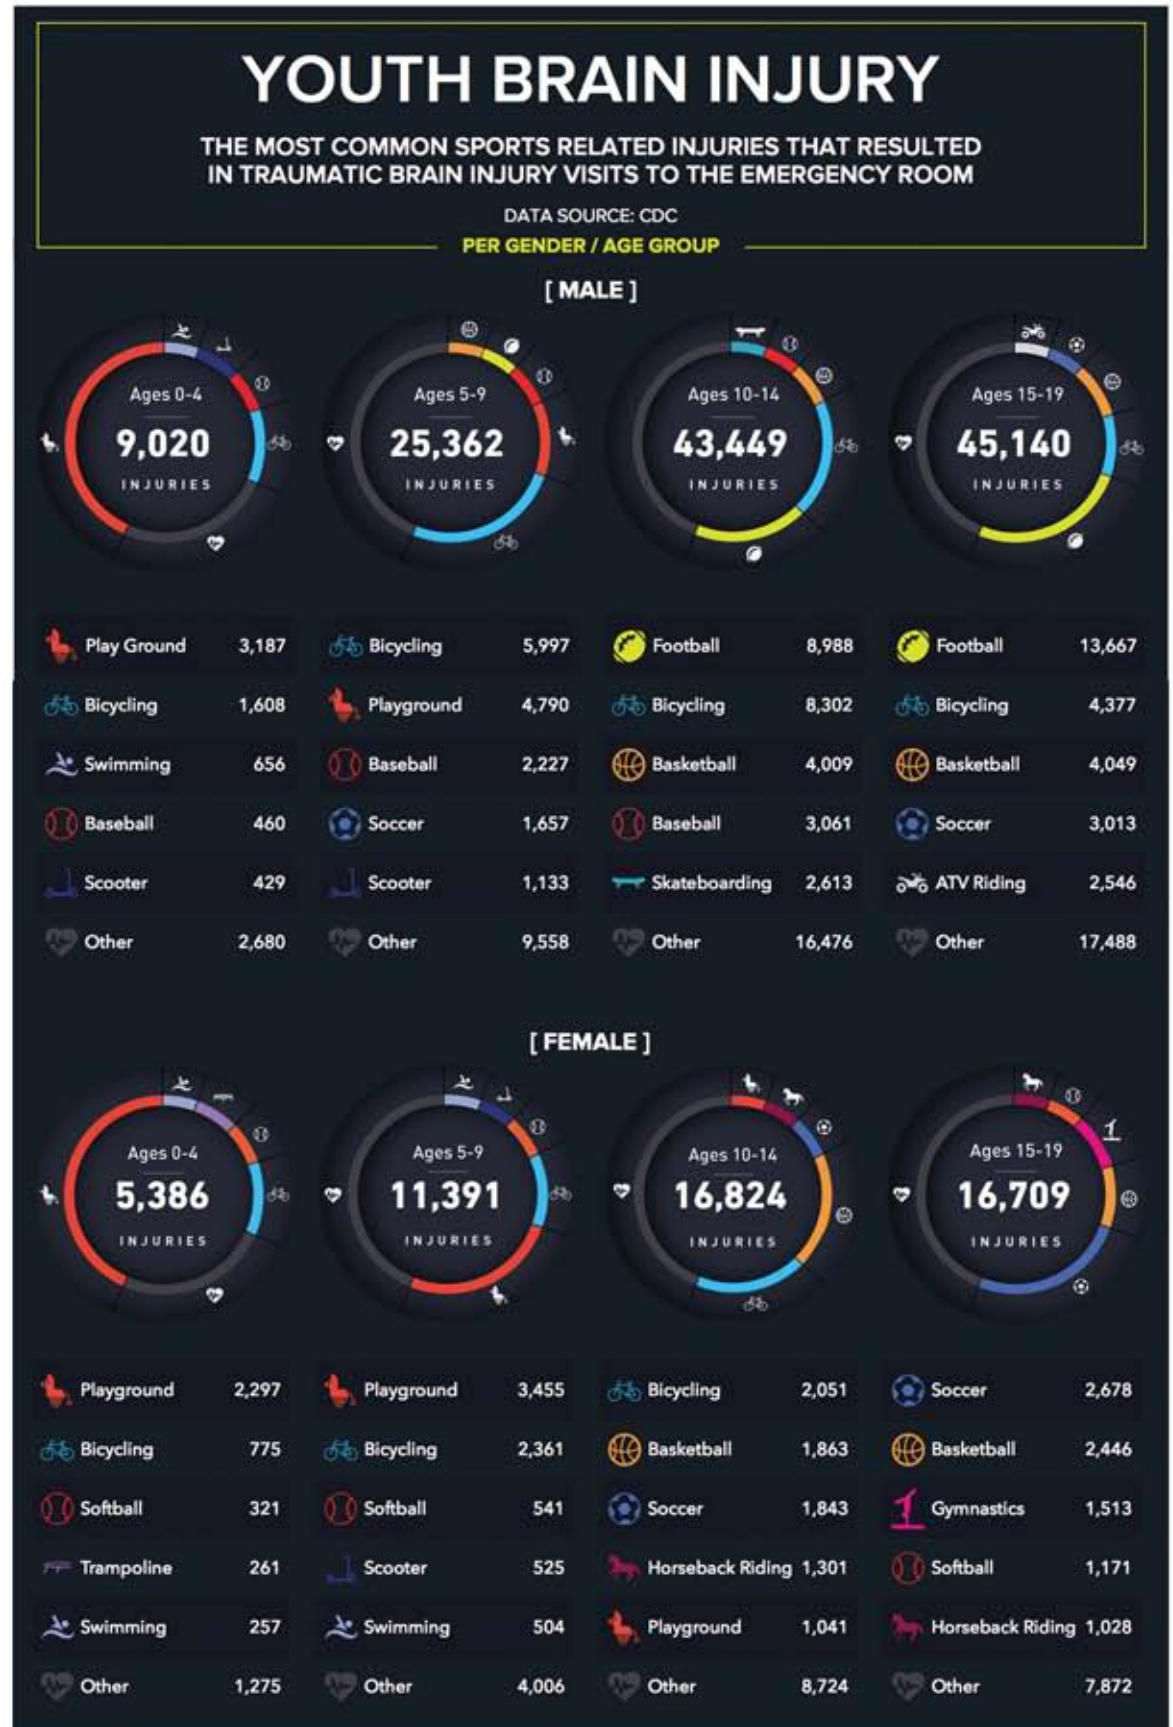 YOUTH BRAIN INJURY
THE MOST COMMON SPORTS RELATED INJURIES THAT RESULTED
IN TRAUMATIC BRAIN INJURY VISITS TO THE EMERGENCY ROOM
DATA SOURCE: CDC
PER GENDER / AGE GROUP
[ MALE ]
Ages 0-4
9,020
INJURIES
Ages 5-9
25,362
INJURIES
Ages 10-14
43,449
INJURIES
Ages 15-19
45,140
INJURIES
Play Ground 3,187
Bicycling 1,608
Swimming 656
Baseball 460
Scooter 429
Other 2,680
Bicycling 5,997
Playground 4,790
Baseball 2,227
Soccer 1,657
Scooter 1,133
Other 9,558
Football 8,988
Bicycling 8,302
Basketball 4,009
Baseball 3,061
Skateboarding 2,613
Other 16,476
Football 13,667
Bicycling 4,377
Basketball 4,049
Soccer 3,013
ATV Riding 2,546
Other 17,488
[ FEMALE ]
Ages 0-4
5,386
INJURIES
Ages 5-9
11,391
INJURIES
Ages 10-14
16,824
INJURIES
Ages 15-19
16,709
INJURIES
Playground 2,297
Bicycling 775
Softball 321
Trampoline 261
Swimming 257
Other 1,275
Playground 3,455
Bicycling 2,361
Softball 541
Scooter 525
Swimming 504
Other 4,006
Bicycling 2,051
Basketball 1,863
Soccer 1,843
Horseback Riding 1,301
Playground 1,041
Other 8,724
Soccer 2,678
Basketball 2,446
Gymnastics 1,513
Softball 1,171
Horseback Riding 1,028
Other 7,872